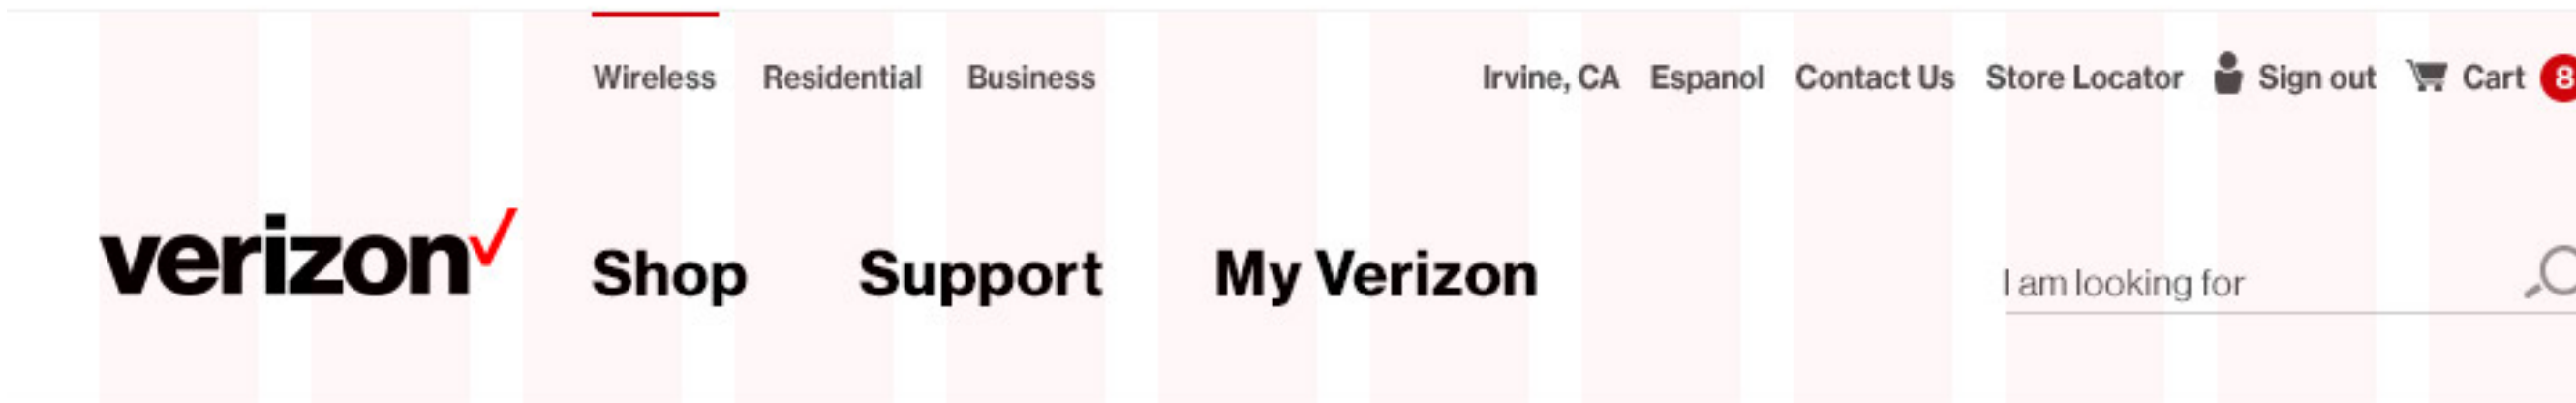 Wireless Residential Business Irvine, CA Espanol Contact Us Store Locator Sign out Cart 8
verizon Shop Support My Verizon I am looking for